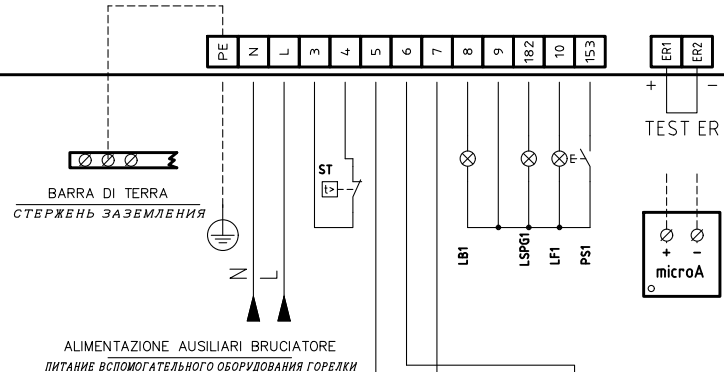 PE N L 3 4 5 6 7 8 9 182 10 153 ER1 ER2
+ -
TEST ER
BARRA DI TERRA
СТЕРЖЕНЬ ЗАЗЕМЛЕНИЯ
ST
t>
E
LB1 LSPG1 LF1 PS1
+ -
microA
N L
ALIMENTAZIONE AUSILIARI BRUCIATORE
ПИТАНИЕ ВСПОМОГАТЕЛЬНОГО ОБОРУДОВАНИЯ ГОРЕЛКИ